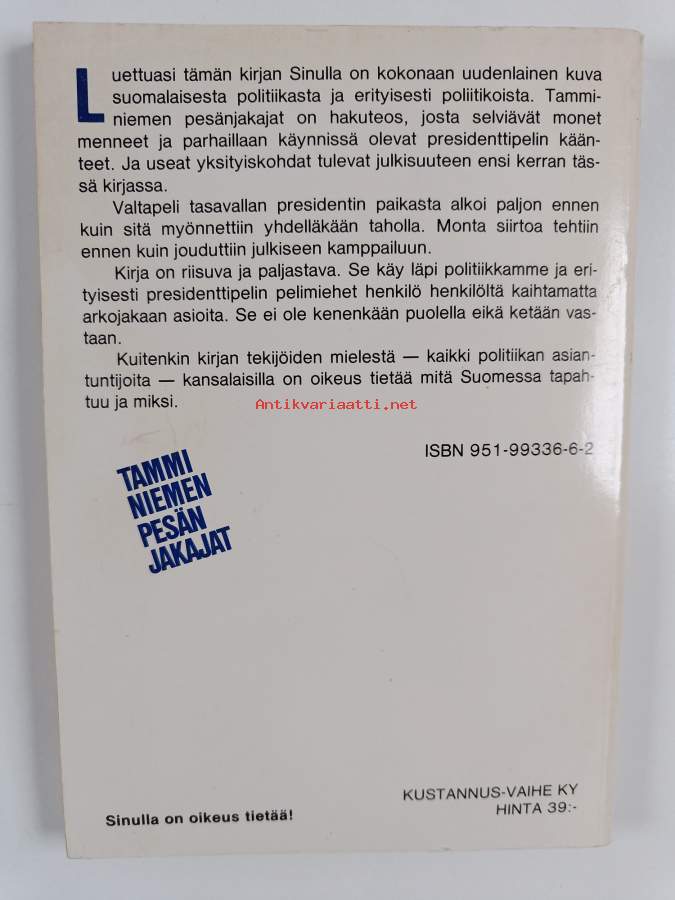 Luettuasi tämän kirjan Sinulla on kokonaan uudenlainen kuva
suomalaisesta politiikasta ja erityisesti poliitikoista. Tammi-
niemen pesänjakajat on hakuteos, josta selviävät monet
menneet ja parhaillaan käynnissä olevat presidenttipelin kään-
teet. Ja useat yksityiskohdat tulevat julkisuuteen ensi kerran täs-
sä kirjassa.
Valtapeli tasavallan presidentin paikasta alkoi paljon ennen
kuin sitä myönnettiin yhdelläkään taholla. Monta siirtoa tehtiin
ennen kuin jouduttiin julkiseen kamppailuun.
Kirja on riisuva ja paljastava. Se käy läpi politiikkamme ja eri-
tyisesti presidenttipelin pelimiehet henkilö henkilöltä kaihtamatta
arkojakaan asioita. Se ei ole kenenkään puolella eikä ketään vas-
taan.
Kuitenkin kirjan tekijöiden mielestä — kaikki politiikan asian-
tuntijoita — kansalaisilla on oikeus tietää mitä Suomessa tapah-
tuu ja miksi.
Antikvariaatti.net
ISBN 951-99336-6-2
TAMMI
NIEMEN
PESÄN
JAKAJAT
KUSTANNUS-VAIHE KY
HINTA 39:-
Sinulla on oikeus tietää!